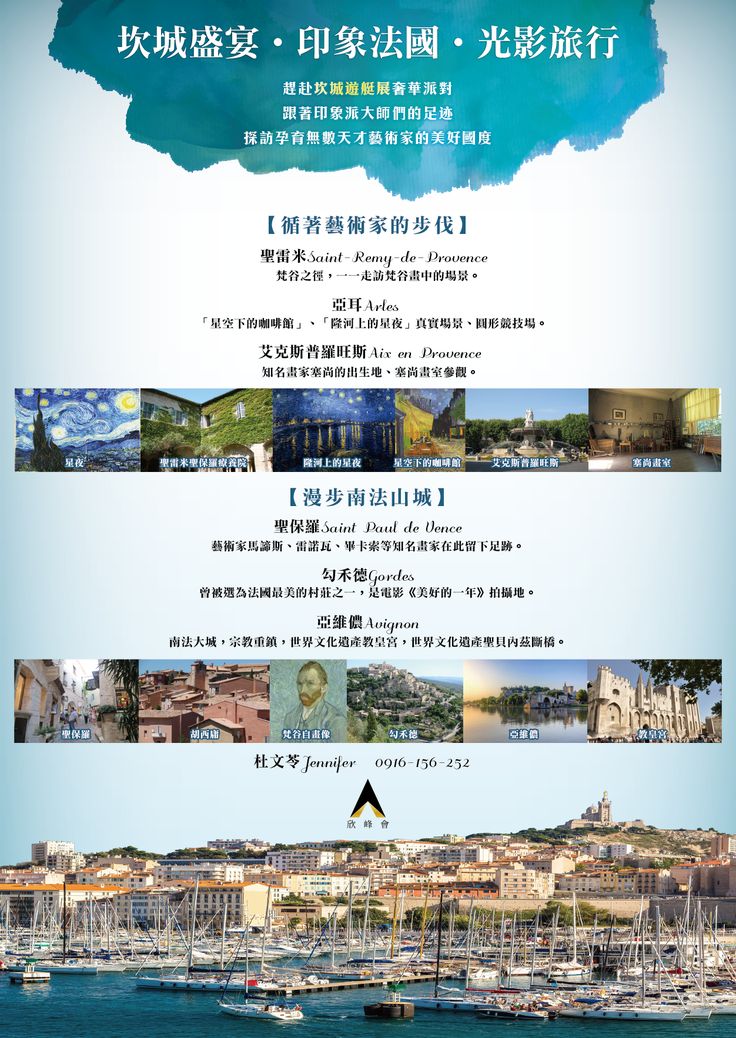 坎城盛宴・印象法國・光影旅行
趕赴坎城遊艇展奢華派對
跟著印象派大師們的足迹
探訪孕育無數天才藝術家的美好國度
【循著藝術家的步伐】
聖雷米Saint-Remy-de-Provence
梵谷之徑，一一走訪梵谷畫中的場景。
亞耳Arles
「星空下的咖啡館」、「隆河上的星夜」真實場景、圓形競技場。
艾克斯普羅旺斯Aix en Provence
知名畫家塞尚的出生地、塞尚畫室參觀。
星夜 聖雷米聖保羅療養院 隆河上的星夜 星空下的咖啡館 艾克斯普羅旺斯 塞尚畫室
【漫步南法山城】
聖保羅Saint Paul de Vence
藝術家馬諦斯、雷諾瓦、畢卡索等知名畫家在此留下足跡。
勾禾德Gordes
曾被選為法國最美的村莊之一，是電影《美好的一年》拍攝地。
亞維儂Avignon
南法大城，宗教重鎮，世界文化遺產教皇宮，世界文化遺產聖貝內茲斷橋。
聖保羅 胡西庸 梵谷自畫像 勾禾德 亞維儂 教皇宮
杜文苓Jennifer 0916-156-252
欣峰會